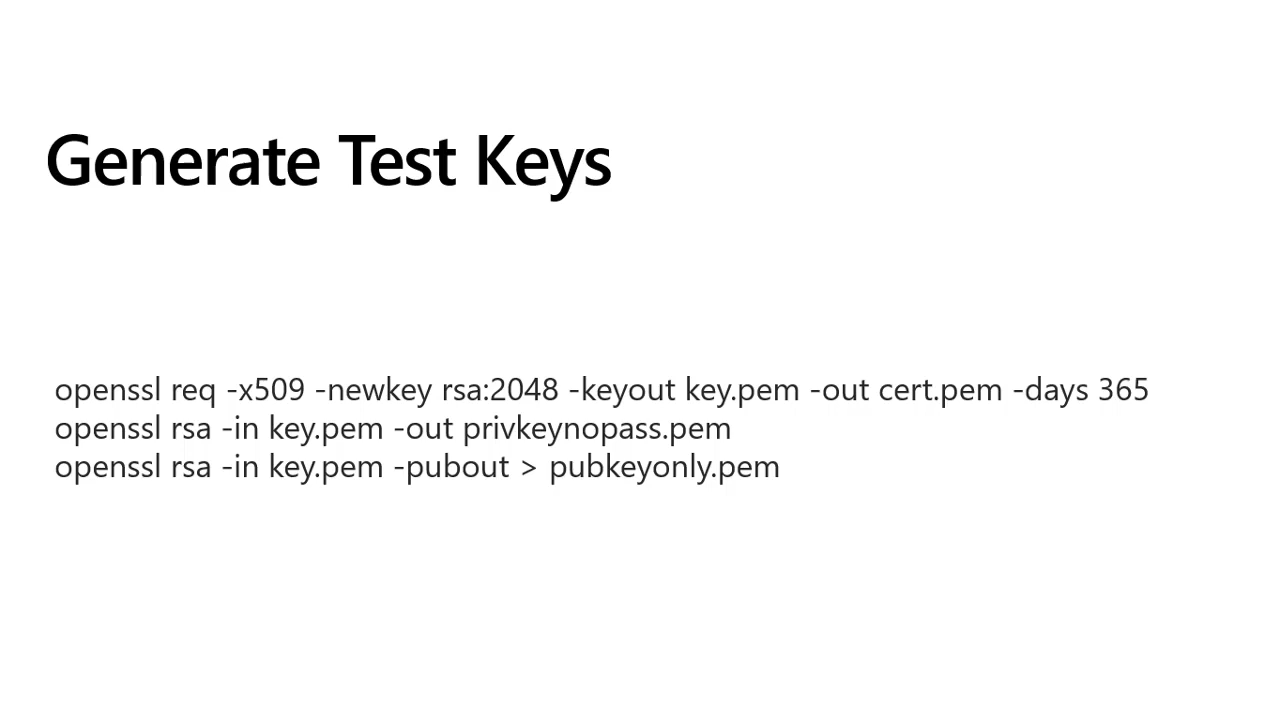 Generate Test Keys
openssl req -x509 -newkey rsa:2048 -keyout key.pem -out cert.pem -days 365
openssl rsa -in key.pem -out privkeynopass.pem
openssl rsa -in key.pem -pubout > pubkeyonly.pem